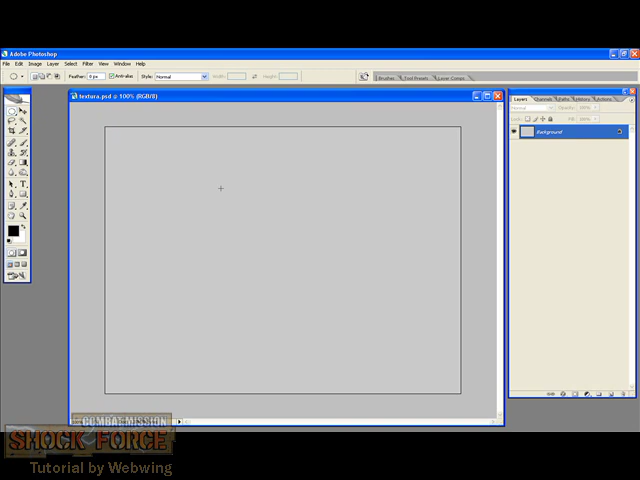 Adobe Photoshop
File Edit Image Layer Select Filter View Window Help
Feather: 0 px Anti-alias Style: Normal Width: Height: Brushes Tool Presets Layer Comps
textura.psd @ 100% (RGB/8)
Layers Channels Paths History Actions
Normal Opacity: 100%
Lock: Fill: 100%
Background
COMBAT MISSION
SHOCK FORCE
Tutorial by Webwing